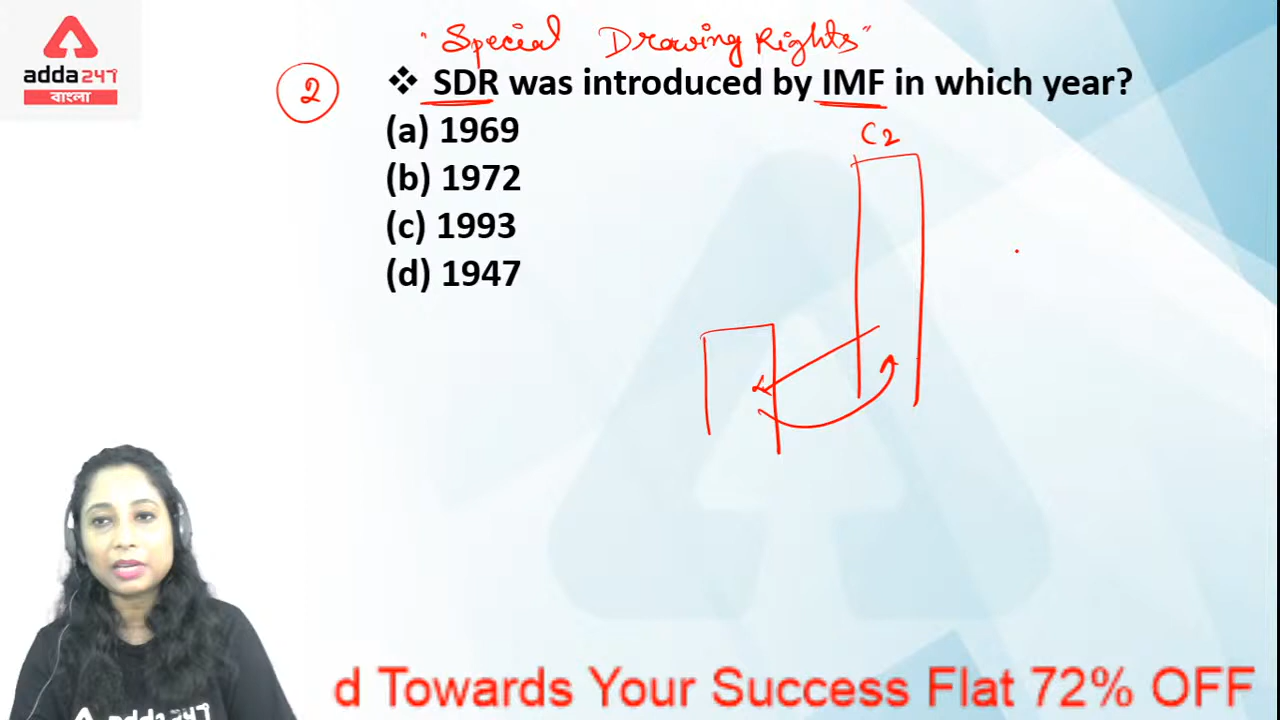 adda247
বাংলা
"Special Drawing Rights"
2
❖ SDR was introduced by IMF in which year?
(a) 1969
(b) 1972
(c) 1993
(d) 1947
C2
adda247
d Towards Your Success Flat 72% OFF